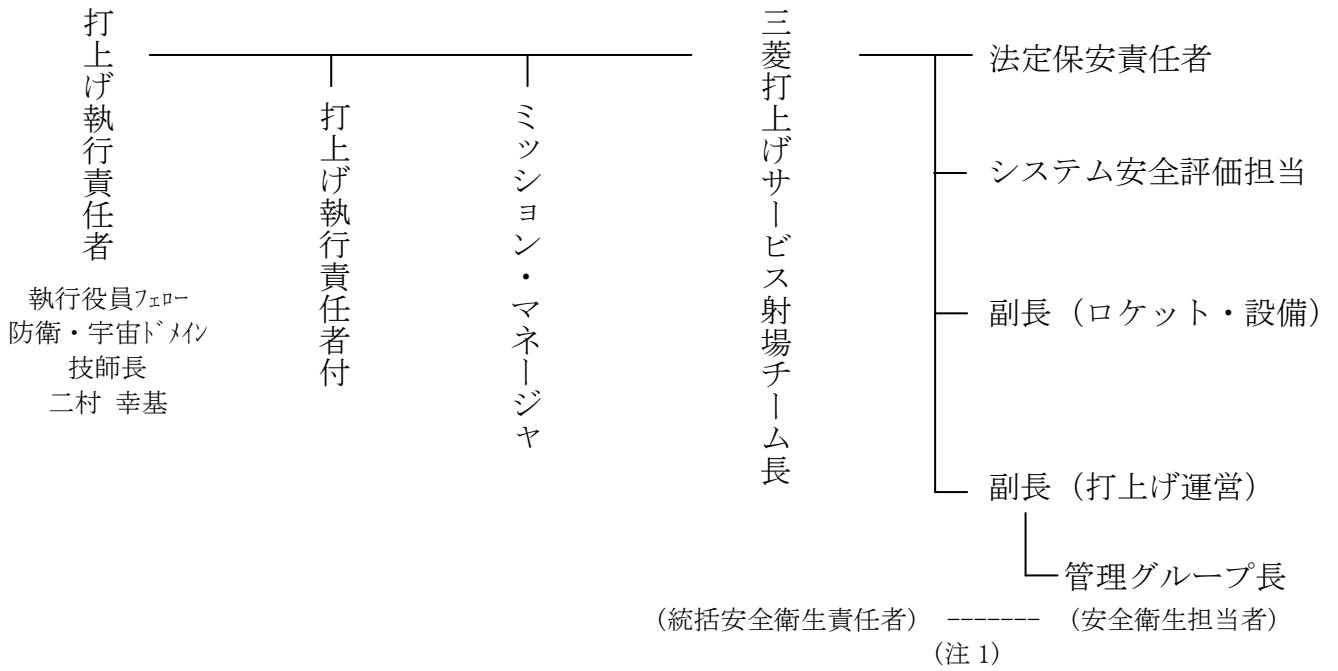 打上げ執行責任者
執行役員フェロー
防衛・宇宙ドメイン
技師長
二村 幸基
打上げ執行責任者付
ミッション・マネージャ
三菱打上げサービス射場チーム長
法定保安責任者
システム安全評価担当
副長（ロケット・設備）
副長（打上げ運営）
管理グループ長
(統括安全衛生責任者) ------- (安全衛生担当者)
(注 1)